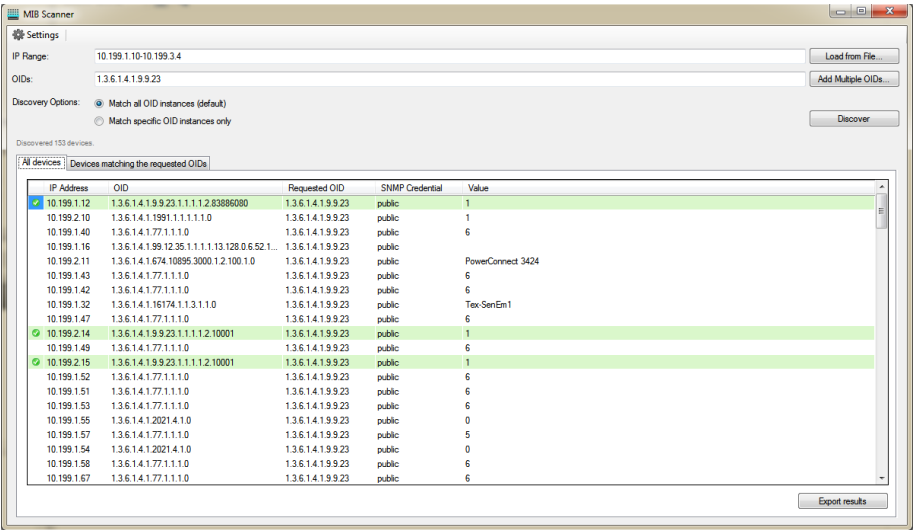 MIB Scanner
Settings
IP Range: 10.199.1.10-10.199.3.4 Load from File...
OIDs: 1.3.6.1.4.1.9.9.23 Add Multiple OIDs...
Discovery Options: Match all OID instances (default)
Match specific OID instances only Discover
Discovered 153 devices.
All devices Devices matching the requested OIDs
IP Address OID Requested OID SNMP Credential Value
10.199.1.12 1.3.6.1.4.1.9.9.23.1.1.1.1.2.83886080 1.3.6.1.4.1.9.9.23 public 1
10.199.2.10 1.3.6.1.4.1.1991.1.1.1.1.1.0 1.3.6.1.4.1.9.9.23 public 1
10.199.1.40 1.3.6.1.4.1.77.1.1.1.0 1.3.6.1.4.1.9.9.23 public 6
10.199.1.16 1.3.6.1.4.1.99.12.35.1.1.1.1.13.128.0.6.52.1... 1.3.6.1.4.1.9.9.23 public
10.199.2.11 1.3.6.1.4.1.674.10895.3000.1.2.100.1.0 1.3.6.1.4.1.9.9.23 public PowerConnect 3424
10.199.1.43 1.3.6.1.4.1.77.1.1.1.0 1.3.6.1.4.1.9.9.23 public 6
10.199.1.42 1.3.6.1.4.1.77.1.1.1.0 1.3.6.1.4.1.9.9.23 public 6
10.199.1.32 1.3.6.1.4.1.16174.1.1.3.1.1.0 1.3.6.1.4.1.9.9.23 public Tex-SenEm1
10.199.1.47 1.3.6.1.4.1.77.1.1.1.0 1.3.6.1.4.1.9.9.23 public 6
10.199.2.14 1.3.6.1.4.1.9.9.23.1.1.1.1.2.10001 1.3.6.1.4.1.9.9.23 public 1
10.199.1.49 1.3.6.1.4.1.77.1.1.1.0 1.3.6.1.4.1.9.9.23 public 6
10.199.2.15 1.3.6.1.4.1.9.9.23.1.1.1.1.2.10001 1.3.6.1.4.1.9.9.23 public 1
10.199.1.52 1.3.6.1.4.1.77.1.1.1.0 1.3.6.1.4.1.9.9.23 public 6
10.199.1.51 1.3.6.1.4.1.77.1.1.1.0 1.3.6.1.4.1.9.9.23 public 6
10.199.1.53 1.3.6.1.4.1.77.1.1.1.0 1.3.6.1.4.1.9.9.23 public 6
10.199.1.55 1.3.6.1.4.1.2021.4.1.0 1.3.6.1.4.1.9.9.23 public 0
10.199.1.57 1.3.6.1.4.1.77.1.1.1.0 1.3.6.1.4.1.9.9.23 public 5
10.199.1.54 1.3.6.1.4.1.2021.4.1.0 1.3.6.1.4.1.9.9.23 public 0
10.199.1.58 1.3.6.1.4.1.77.1.1.1.0 1.3.6.1.4.1.9.9.23 public 6
10.199.1.67 1.3.6.1.4.1.77.1.1.1.0 1.3.6.1.4.1.9.9.23 public 6
Export results